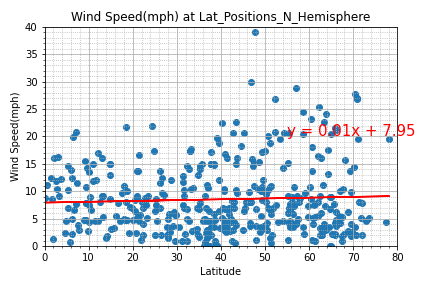 Wind Speed(mph) at Lat_Positions_N_Hemisphere
40
35
30
25
20
15
10
5
0
Wind Speed(mph)
y = 0.01x + 7.95
0 10 20 30 40 50 60 70 80
Latitude